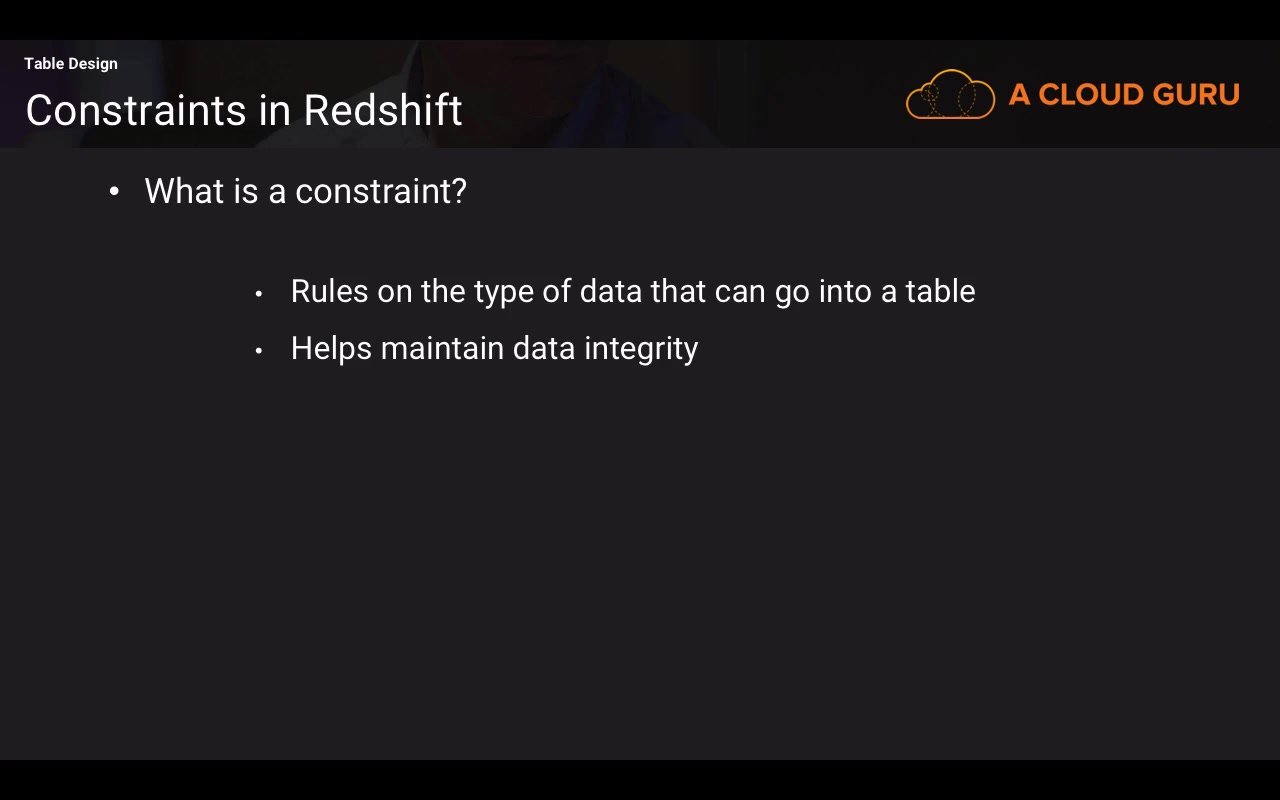 Table Design
Constraints in Redshift
A CLOUD GURU
• What is a constraint?
• Rules on the type of data that can go into a table
• Helps maintain data integrity